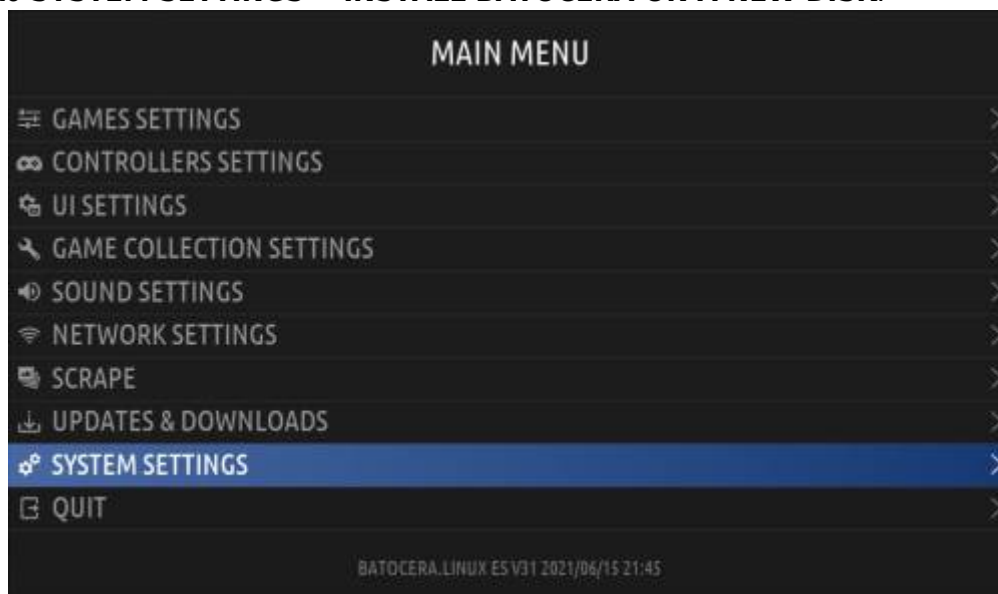 MAIN MENU
GAMES SETTINGS
CONTROLLERS SETTINGS
UI SETTINGS
GAME COLLECTION SETTINGS
SOUND SETTINGS
NETWORK SETTINGS
SCRAPE
UPDATES & DOWNLOADS
SYSTEM SETTINGS
QUIT
BATOCERA.LINUX ES V31 2021/06/15 21:45